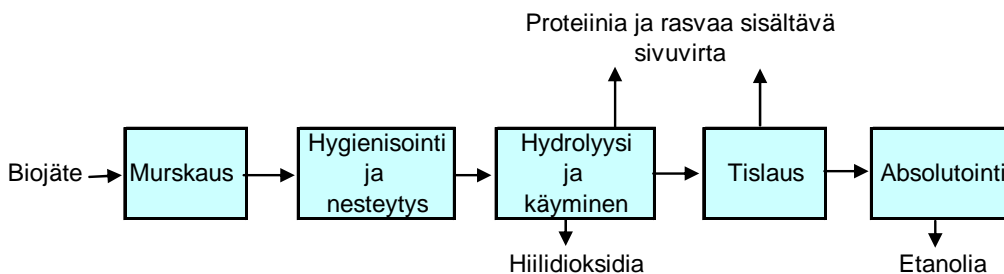 Proteiinia ja rasvaa sisältävä
sivuvirta
Biojäte
Murskaus
Hygienisointi
ja
nesteytys
Hydrolyysi
ja
käyminen
Tislaus
Absolutointi
Hiilidioksidia
Etanolia